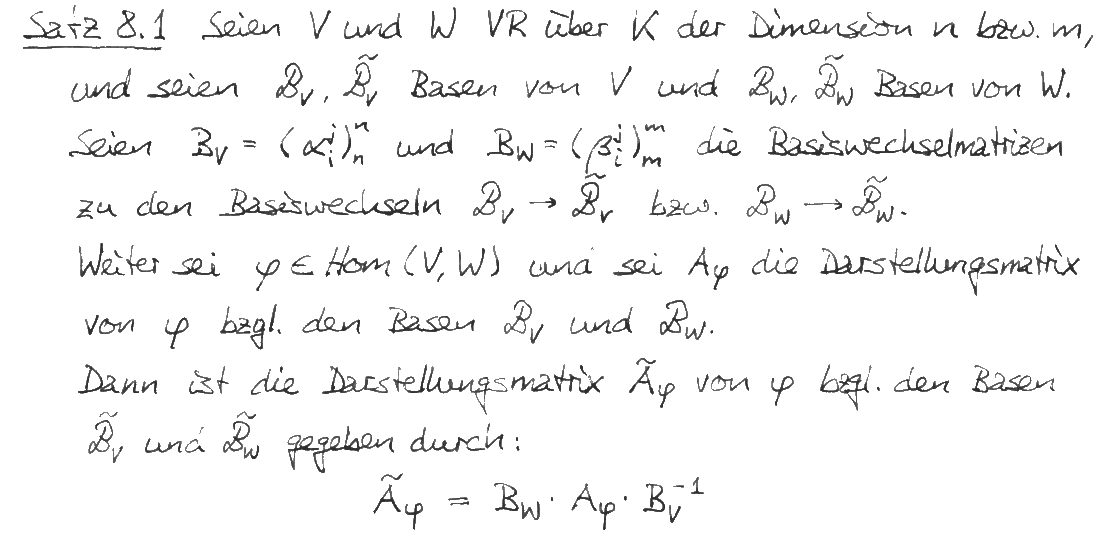 Satz 8.1 Seien V und W VR über K der Dimension n bzw. m,
und seien 𝓑_V, 𝓑̃_V Basen von V und 𝓑_W, 𝓑̃_W Basen von W.
Seien B_V = (α_i^j)_n^n und B_W = (β_i^j)_m^m die Basiswechselmatrizen
zu den Basiswechseln 𝓑_V → 𝓑̃_V bzw. 𝓑_W → 𝓑̃_W.
Weiter sei φ ∈ Hom (V, W) und sei A_φ die Darstellungsmatrix
von φ bzgl. den Basen 𝓑_V und 𝓑_W.
Dann ist die Darstellungsmatrix Ã_φ von φ bzgl. den Basen
𝓑̃_V und 𝓑̃_W gegeben durch:
Ã_φ = B_W · A_φ · B_V^{-1}